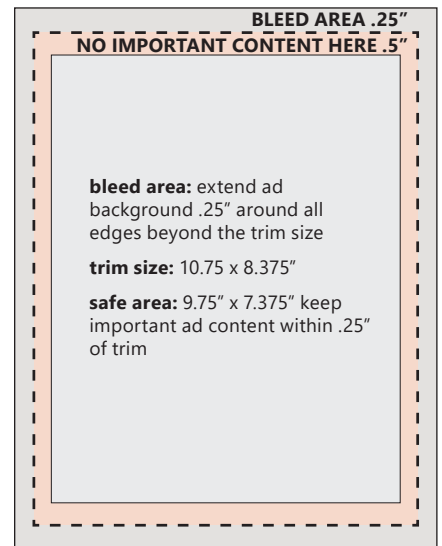 BLEED AREA .25”
NO IMPORTANT CONTENT HERE .5”
bleed area: extend ad
background .25” around all
edges beyond the trim size
trim size: 10.75 x 8.375”
safe area: 9.75” x 7.375” keep
important ad content within .25”
of trim